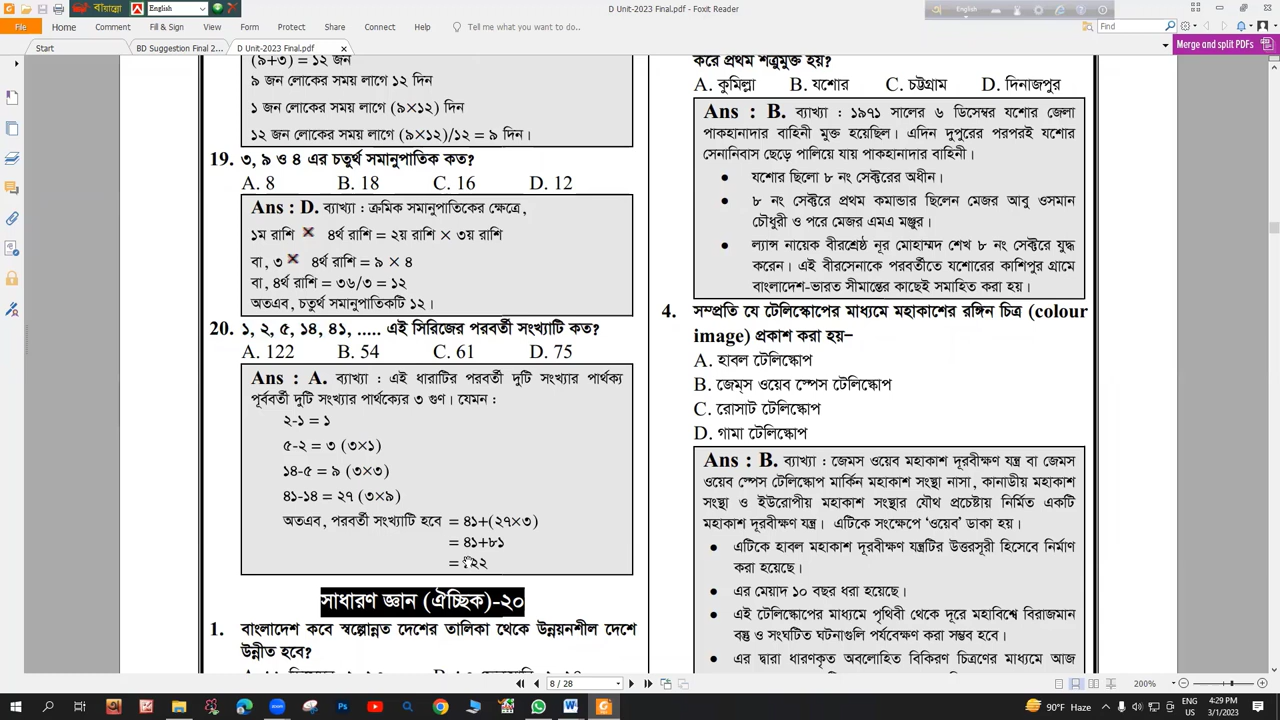 বায়ান্নো
English
D Unit-2023 Final.pdf - Foxit Reader
English
File
Home
Comment
Fill & Sign
Form
Protect
Share
Connect
Help
Tell me what you want to do...
Find
Start
BD Suggestion Final 2...
D Unit-2023 Final.pdf
Merge and split PDFs
(৯+৩) = ১২ জন
৯ জন লোকের সময় লাগে ১২ দিন
১ জন লোকের সময় লাগে (৯×১২) দিন
১২ জন লোকের সময় লাগে (৯×১২)/১২ = ৯ দিন।
19. ৩, ৯ ও ৪ এর চতুর্থ সমানুপাতিক কত?
A. 8 B. 18 C. 16 D. 12
Ans : D. ব্যাখ্যা : ক্রমিক সমানুপাতিকের ক্ষেত্রে,
১ম রাশি × ৪র্থ রাশি = ২য় রাশি × ৩য় রাশি
বা, ৩ × ৪র্থ রাশি = ৯ × ৪
বা, ৪র্থ রাশি = ৩৬/৩ = ১২
অতএব, চতুর্থ সমানুপাতিকটি ১২।
20. ১, ২, ৫, ১৪, ৪১, ..... এই সিরিজের পরবর্তী সংখ্যাটি কত?
A. 122 B. 54 C. 61 D. 75
Ans : A. ব্যাখ্যা : এই ধারাটির পরবর্তী দুটি সংখ্যার পার্থক্য
পূর্ববর্তী দুটি সংখ্যার পার্থক্যের ৩ গুণ। যেমন :
২-১ = ১
৫-২ = ৩ (৩×১)
১৪-৫ = ৯ (৩×৩)
৪১-১৪ = ২৭ (৩×৯)
অতএব, পরবর্তী সংখ্যাটি হবে = ৪১+(২৭×৩)
= ৪১+৮১
= ১২২
সাধারণ জ্ঞান (ঐচ্ছিক)-২০
1. বাংলাদেশ কবে স্বল্পোন্নত দেশের তালিকা থেকে উন্নয়নশীল দেশে
উন্নীত হবে?
করে প্রথম শত্রুমুক্ত হয়?
A. কুমিল্লা B. যশোর C. চট্টগ্রাম D. দিনাজপুর
Ans : B. ব্যাখ্যা : ১৯৭১ সালের ৬ ডিসেম্বর যশোর জেলা
পাকহানাদার বাহিনী মুক্ত হয়েছিল। এদিন দুপুরের পরপরই যশোর
সেনানিবাস ছেড়ে পালিয়ে যায় পাকহানাদার বাহিনী।
• যশোর ছিলো ৮ নং সেক্টরের অধীন।
• ৮ নং সেক্টরে প্রথম কমান্ডার ছিলেন মেজর আবু ওসমান
চৌধুরী ও পরে মেজর এমএ মঞ্জুর।
• ল্যান্স নায়েক বীরশ্রেষ্ঠ নূর মোহাম্মদ শেখ ৮ নং সেক্টরে যুদ্ধ
করেন। এই বীরসেনাকে পরবর্তীতে যশোরের কাশিপুর গ্রামে
বাংলাদেশ-ভারত সীমান্তের কাছেই সমাহিত করা হয়।
4. সম্প্রতি যে টেলিস্কোপের মাধ্যমে মহাকাশের রঙ্গিন চিত্র (colour
image) প্রকাশ করা হয়–
A. হাবল টেলিস্কোপ
B. জেম্‌স ওয়েব স্পেস টেলিস্কোপ
C. রোসাট টেলিস্কোপ
D. গামা টেলিস্কোপ
Ans : B. ব্যাখ্যা : জেমস ওয়েব মহাকাশ দূরবীক্ষণ যন্ত্র বা জেমস
ওয়েব স্পেস টেলিস্কোপ মার্কিন মহাকাশ সংস্থা নাসা, কানাডীয় মহাকাশ
সংস্থা ও ইউরোপীয় মহাকাশ সংস্থার যৌথ প্রচেষ্টায় নির্মিত একটি
মহাকাশ দূরবীক্ষণ যন্ত্র। এটিকে সংক্ষেপে ‘ওয়েব’ ডাকা হয়।
• এটিকে হাবল মহাকাশ দূরবীক্ষণ যন্ত্রটির উত্তরসূরী হিসেবে নির্মাণ
করা হয়েছে।
• এর মেয়াদ ১০ বছর ধরা হয়েছে।
• এই টেলিস্কোপের মাধ্যমে পৃথিবী থেকে দূরে মহাবিশ্বে বিরাজমান
বস্তু ও সংঘটিত ঘটনাগুলি পর্যবেক্ষণ করা সম্ভব হবে।
• এর দ্বারা ধারণকৃত অবলোহিত বিকিরণ চিত্রণের মাধ্যমে আজ
8 / 28
200%
90°F Haze
ENG
US
4:29 PM
3/1/2023